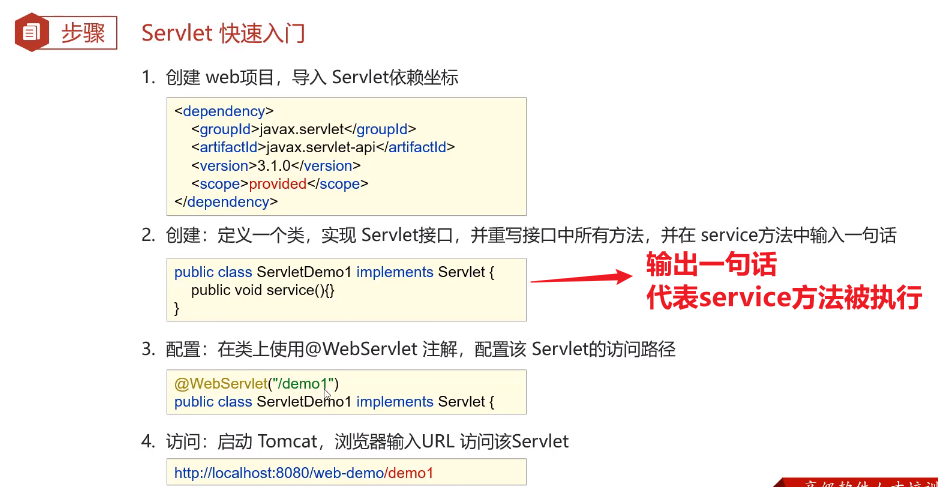 步骤
Servlet 快速入门
1. 创建 web项目，导入 Servlet依赖坐标
<dependency>
<groupId>javax.servlet</groupId>
<artifactId>javax.servlet-api</artifactId>
<version>3.1.0</version>
<scope>provided</scope>
</dependency>
2. 创建：定义一个类，实现 Servlet接口，并重写接口中所有方法，并在 service方法中输入一句话
public class ServletDemo1 implements Servlet {
public void service(){}
}
输出一句话
代表service方法被执行
3. 配置：在类上使用@WebServlet 注解，配置该 Servlet的访问路径
@WebServlet("/demo1")
public class ServletDemo1 implements Servlet {
4. 访问：启动 Tomcat，浏览器输入URL 访问该Servlet
http://localhost:8080/web-demo/demo1